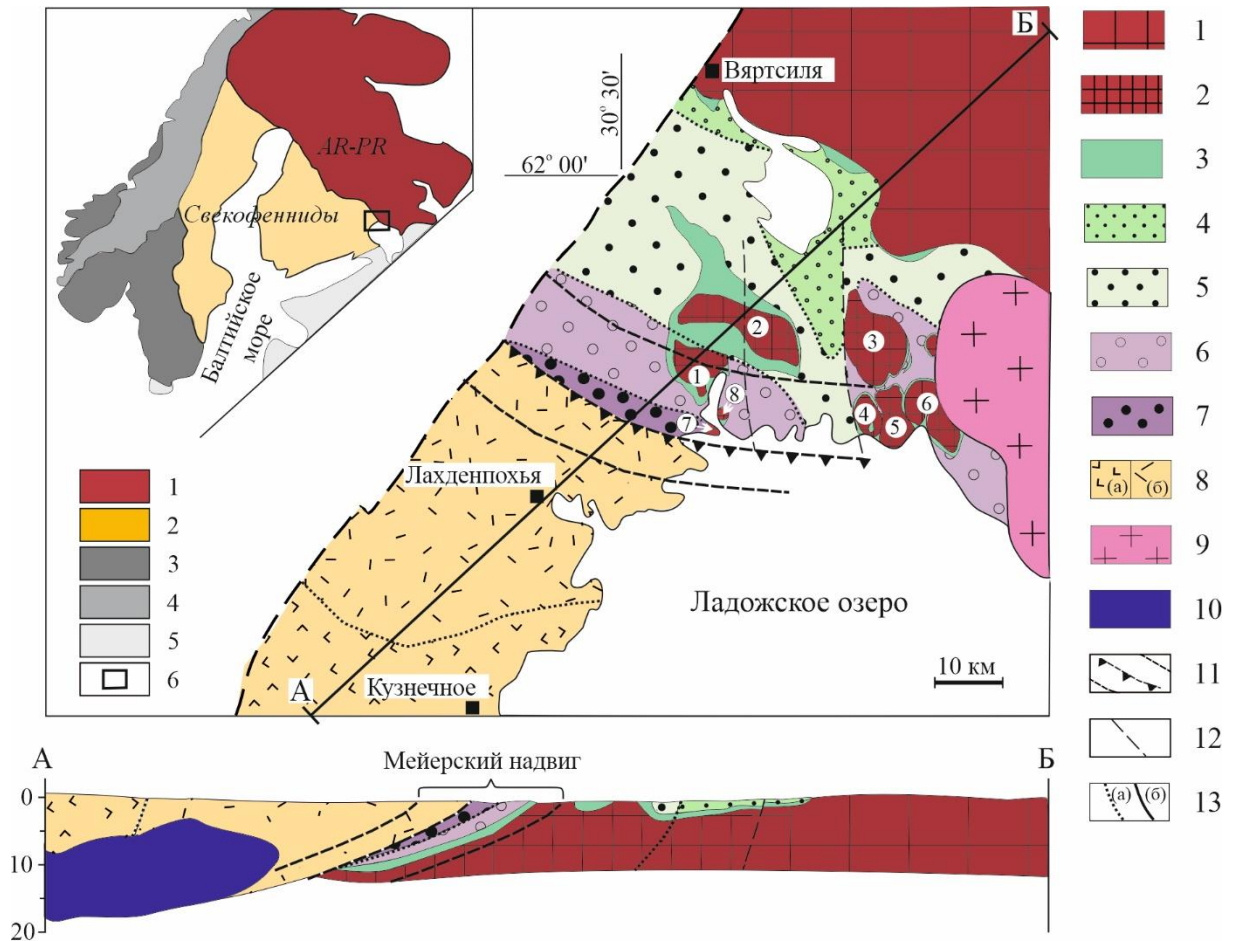 AR-PR
Свекофенниды
Балтийское
море
1
2
3
4
5
6
Б
Вяртсиля
30° 30'
62° 00'
2
3
1
8
4
6
5
7
Лахденпохья
Ладожское озеро
10 км
А
Кузнечное
1
2
3
4
5
6
7
(а) (б) 8
9
10
11
12
(а) (б) 13
А
Мейерский надвиг
Б
0
10
20